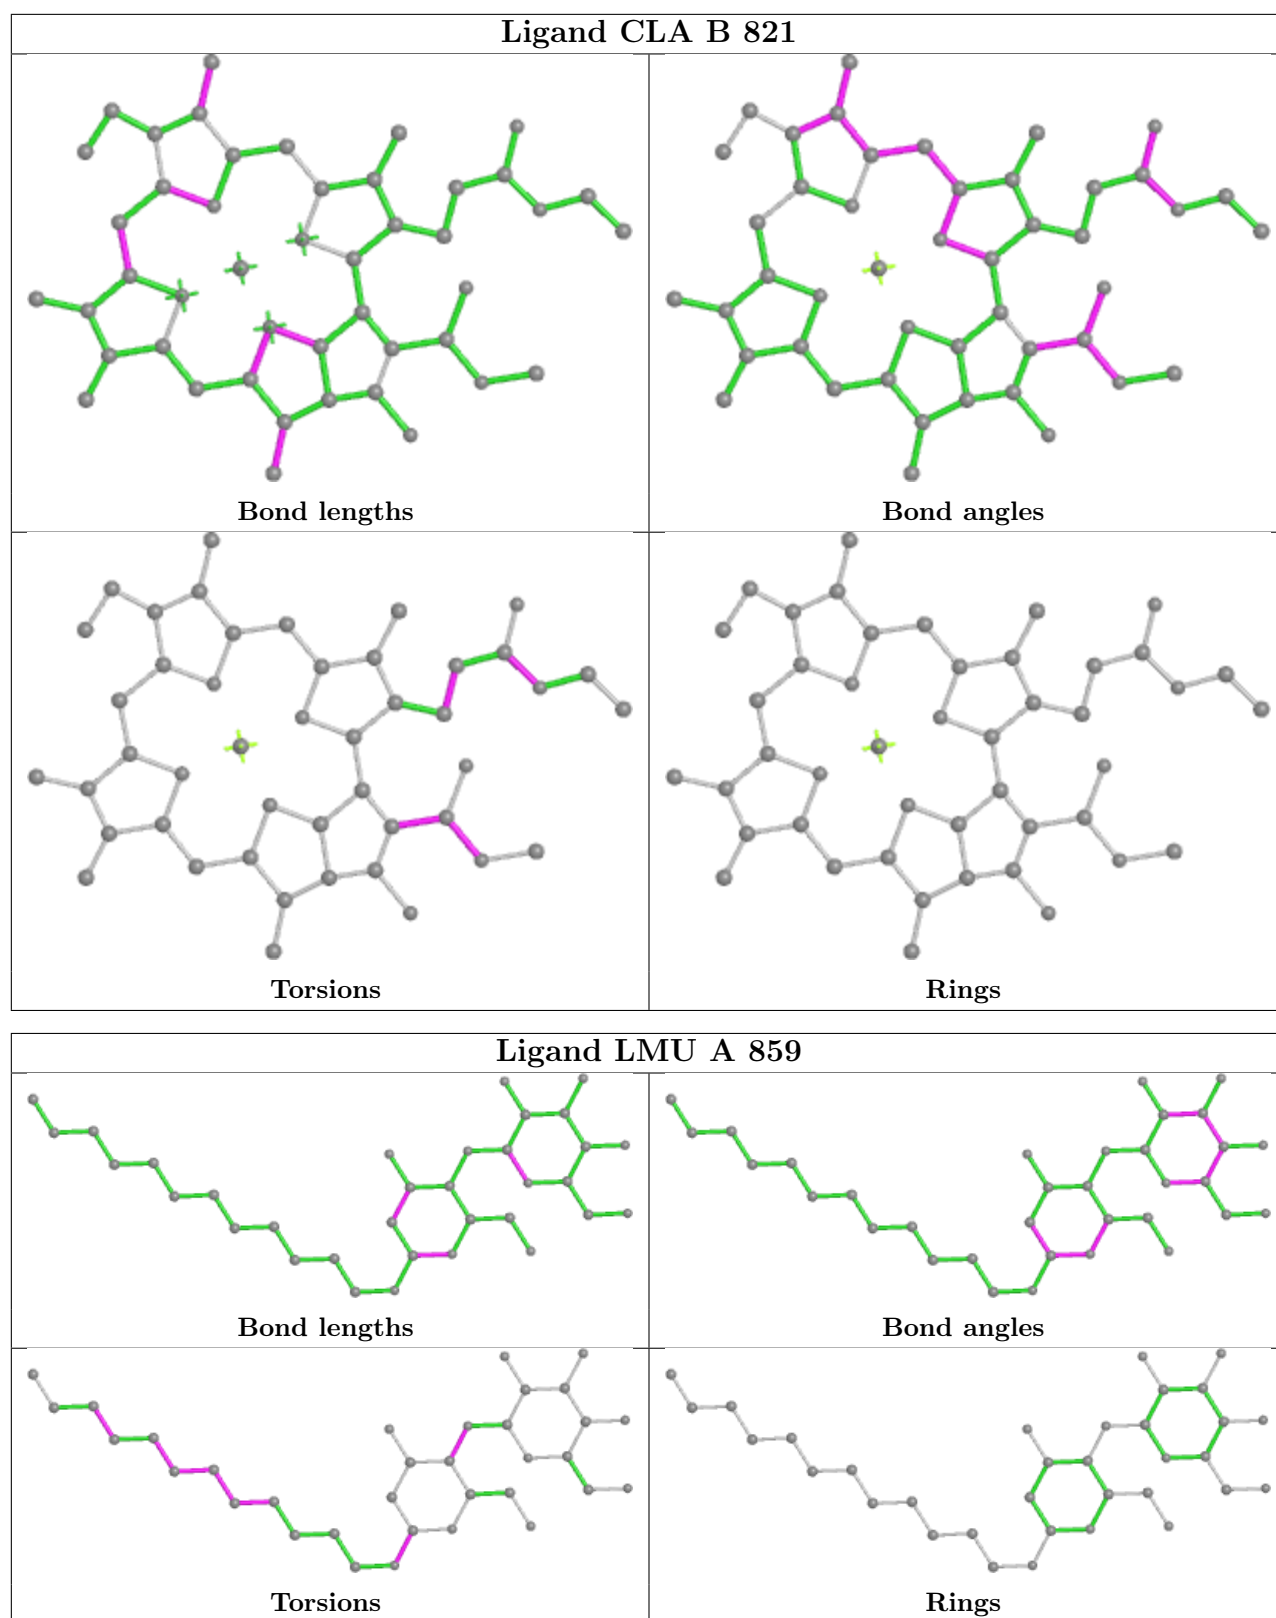 Ligand CLA B 821
Bond lengths
Bond angles
Torsions
Rings
Ligand LMU A 859
Bond lengths
Bond angles
Torsions
Rings